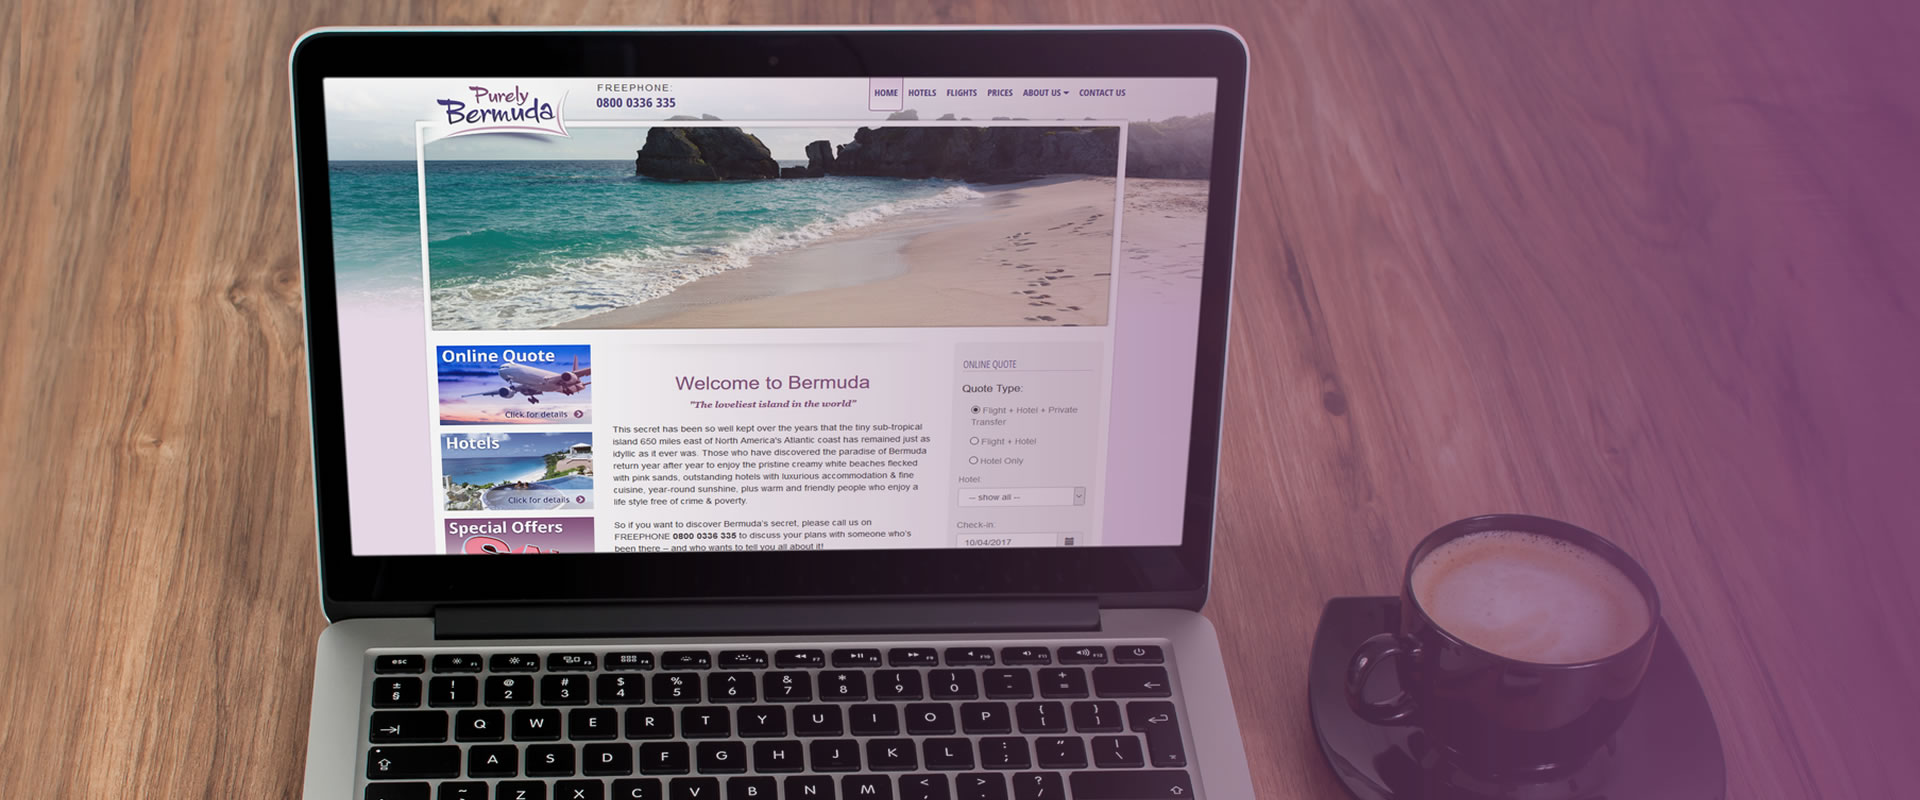 Purely
Bermuda
FREEPHONE:
0800 0336 335
HOME HOTELS FLIGHTS PRICES ABOUT US CONTACT US
Online Quote
Click for details
Hotels
Click for details
Special Offers
Welcome to Bermuda
"The loveliest island in the world"
This secret has been so well kept over the years that the tiny sub-tropical
island 650 miles east of North America's Atlantic coast has remained just as
idyllic as it ever was. Those who have discovered the paradise of Bermuda
return year after year to enjoy the pristine creamy white beaches flecked
with pink sands, outstanding hotels with luxurious accommodation & fine
cuisine, year-round sunshine, plus warm and friendly people who enjoy a
life style free of crime & poverty.
So if you want to discover Bermuda's secret, please call us on
FREEPHONE 0800 0336 335 to discuss your plans with someone who's
been there – and who wants to tell you all about it!
ONLINE QUOTE
Quote Type:
Flight + Hotel + Private
Transfer
Flight + Hotel
Hotel Only
Hotel:
-- show all --
Check-in:
10/04/2017
esc F1 F2 F3 F4 F5 F6 F7 F8 F9 F10 F11 F12
± ! @ # $ % ^ & * ( ) – +
§ 1 2 3 4 5 6 7 8 9 0 - =
Q W E R T Y U I O P { [ } ]
A S D F G H J K L : ; " ' | \
~ Z X C V B N M < , > . ? /